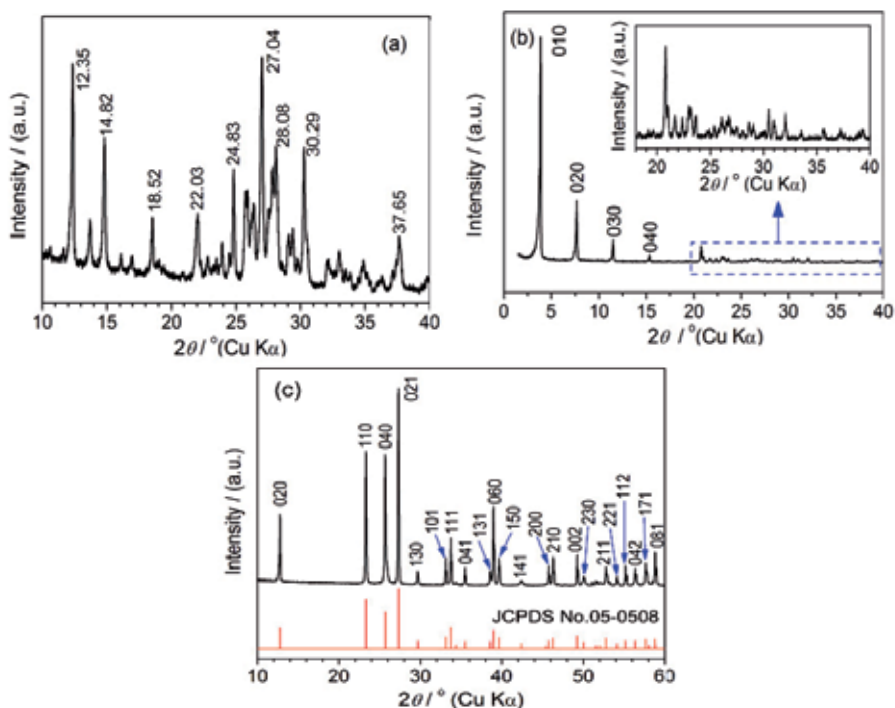 (a)
12.35
14.82
18.52
22.03
24.83
27.04
28.08
30.29
37.65
Intensity / (a.u.)
10 15 20 25 30 35 40
2θ / °(Cu Kα)
(b)
010
020
030
040
Intensity / (a.u.)
0 5 10 15 20 25 30 35 40
2θ / °(Cu Kα)
Intensity / (a.u.)
20 25 30 35 40
2θ / °(Cu Kα)
(c)
020
110
040
021
130
101
111
041
131
060
150
141
200
210
002
230
211
221
112
042
171
081
JCPDS No.05-0508
Intensity / (a.u.)
10 20 30 40 50 60
2θ / °(Cu Kα)